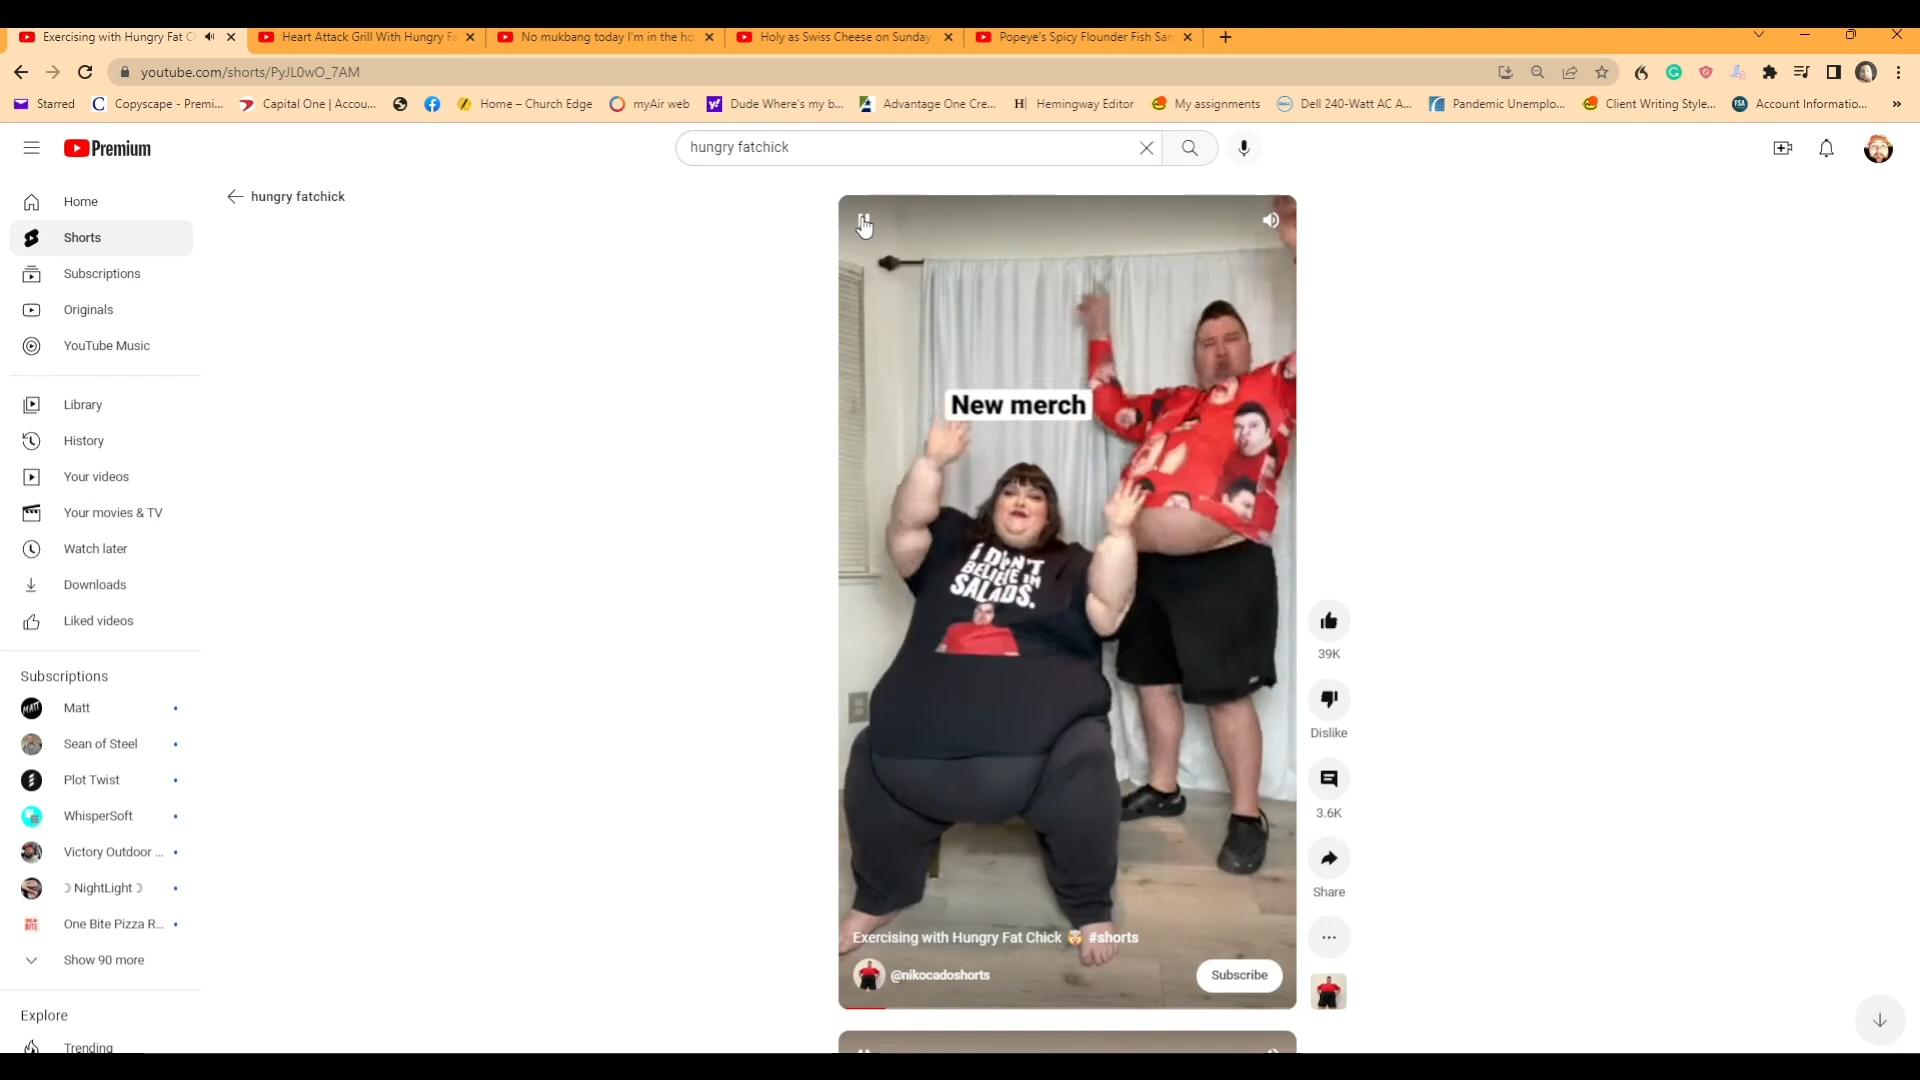 Exercising with Hungry Fat C
Heart Attack Grill With Hungry Fa
No mukbang today I'm in the ho
Holy as Swiss Cheese on Sunday
Popeye's Spicy Flounder Fish San
youtube.com/shorts/PyJL0wO_7AM
Starred
Copyscape - Premi...
Capital One | Accou...
Home – Church Edge
myAir web
Dude Where's my b...
Advantage One Cre...
Hemingway Editor
My assignments
Dell 240-Watt AC A...
Pandemic Unemplo...
Client Writing Style...
Account Informatio...
»
Premium
hungry fatchick
hungry fatchick
Home
Shorts
Subscriptions
Originals
YouTube Music
Library
History
Your videos
Your movies & TV
Watch later
Downloads
Liked videos
Subscriptions
Matt
Sean of Steel
Plot Twist
WhisperSoft
Victory Outdoor ...
☽ NightLight ☽
One Bite Pizza R...
Show 90 more
Explore
Trending
New merch
I DON'T
BELIEVE IN
SALADS.
Exercising with Hungry Fat Chick 🤯 #shorts
@nikocadoshorts
Subscribe
39K
Dislike
3.6K
Share